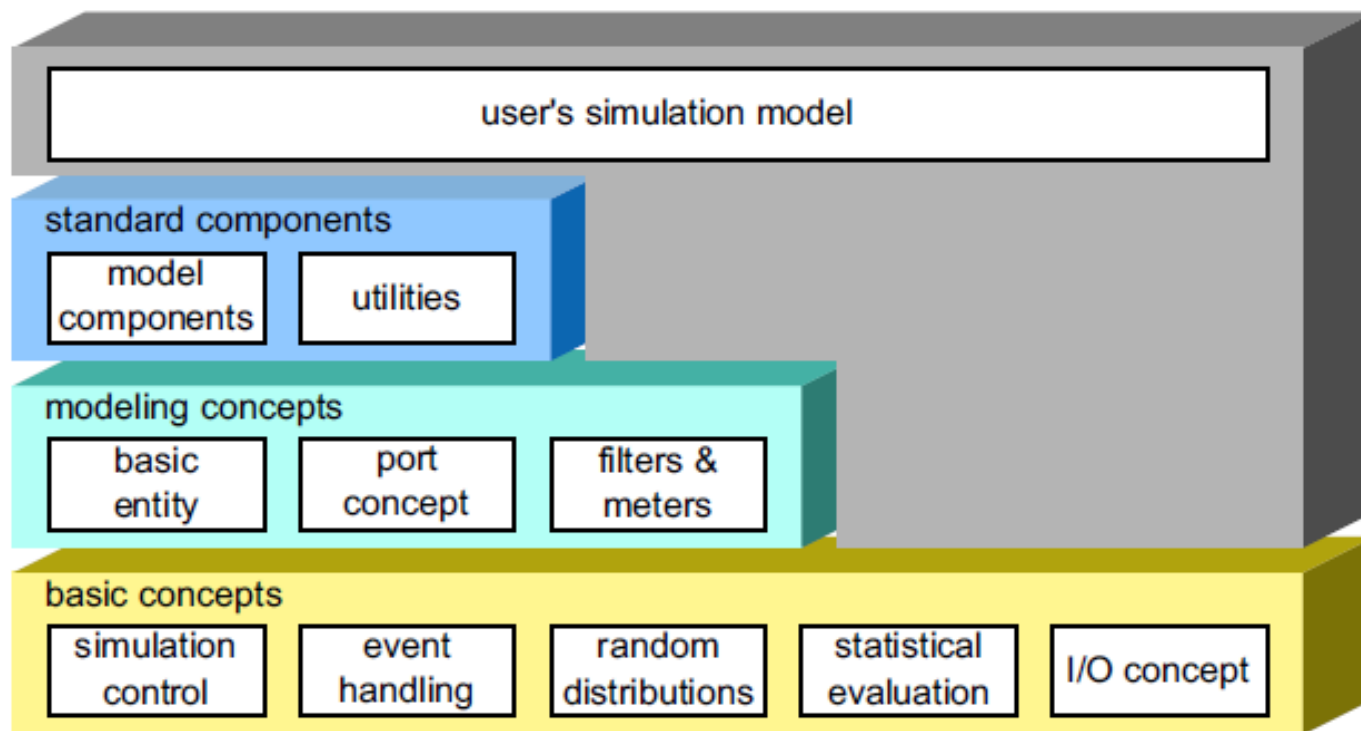 user's simulation model
standard components
model
components
utilities
modeling concepts
basic
entity
port
concept
filters &
meters
basic concepts
simulation
control
event
handling
random
distributions
statistical
evaluation
I/O concept